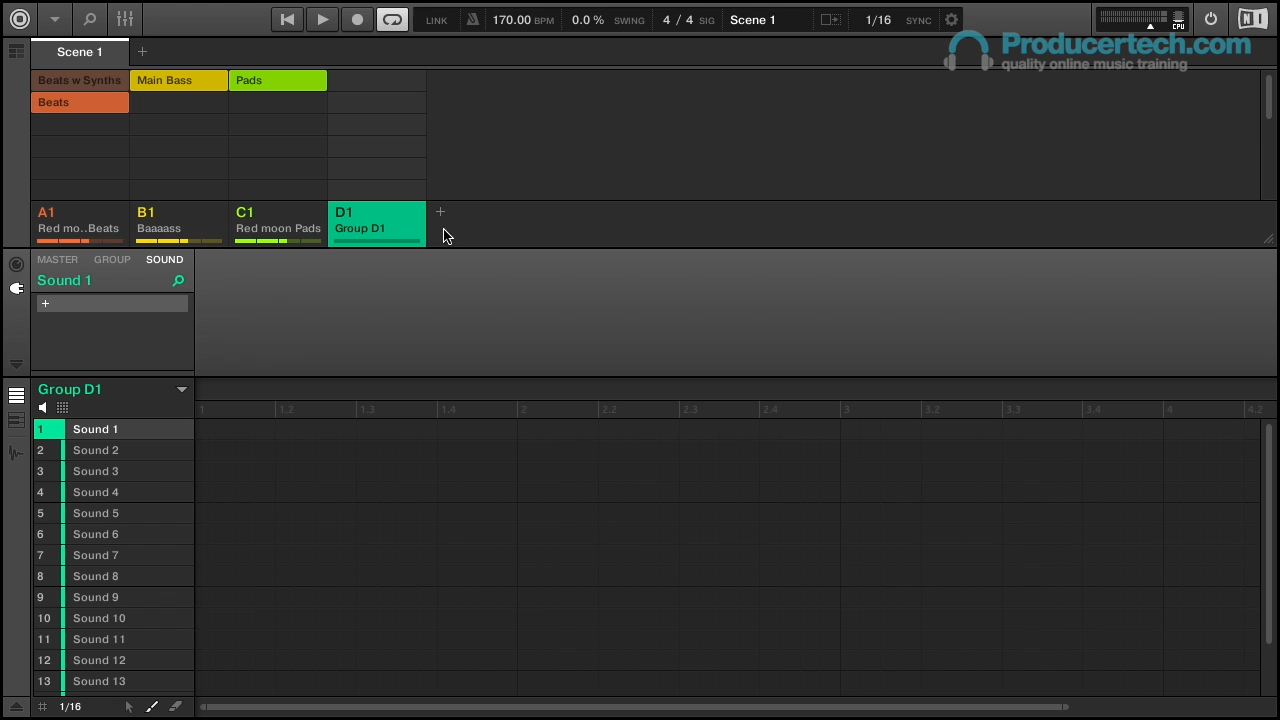 LINK 170.00 BPM 0.0 % SWING 4 / 4 SIG Scene 1 1/16 SYNC CPU NI
Producertech.com
quality online music training
Scene 1 +
Beats w Synths Main Bass Pads
Beats
A1 B1 C1 D1 +
Red mo..Beats Baaaass Red moon Pads Group D1
MASTER GROUP SOUND
Sound 1
+
Group D1
1 1.2 1.3 1.4 2 2.2 2.3 2.4 3 3.2 3.3 3.4 4 4.2
1 Sound 1
2 Sound 2
3 Sound 3
4 Sound 4
5 Sound 5
6 Sound 6
7 Sound 7
8 Sound 8
9 Sound 9
10 Sound 10
11 Sound 11
12 Sound 12
13 Sound 13
1/16